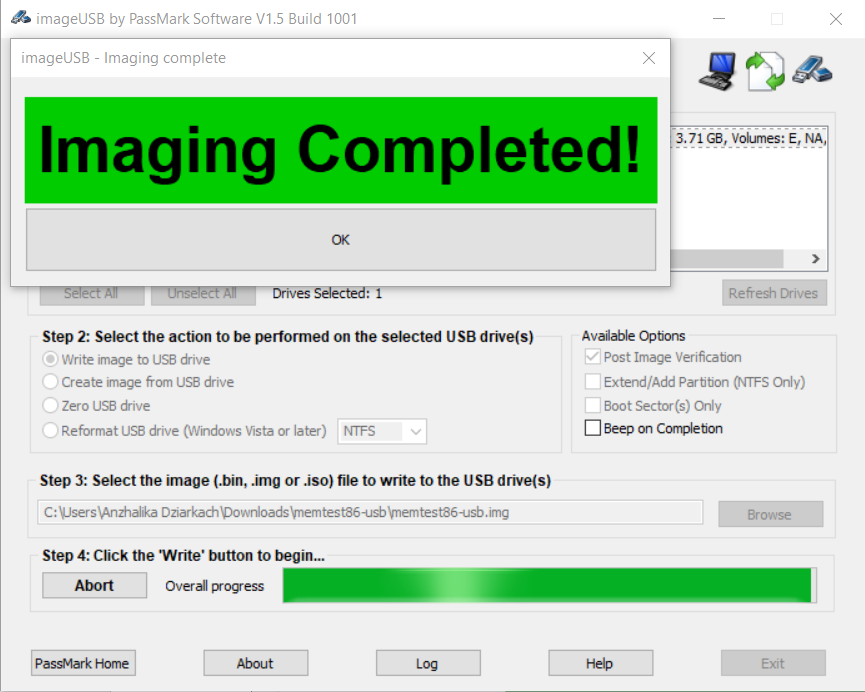 imageUSB by PassMark Software V1.5 Build 1001
imageUSB - Imaging complete
Imaging Completed!
OK
3.71 GB, Volumes: E, NA,
Select All
Unselect All
Drives Selected: 1
Refresh Drives
Step 2: Select the action to be performed on the selected USB drive(s)
Write image to USB drive
Create image from USB drive
Zero USB drive
Reformat USB drive (Windows Vista or later)
NTFS
Available Options
Post Image Verification
Extend/Add Partition (NTFS Only)
Boot Sector(s) Only
Beep on Completion
Step 3: Select the image (.bin, .img or .iso) file to write to the USB drive(s)
C:\Users\Anzhalika Dziarkach\Downloads\memtest86-usb\memtest86-usb.img
Browse
Step 4: Click the 'Write' button to begin...
Abort
Overall progress
PassMark Home
About
Log
Help
Exit